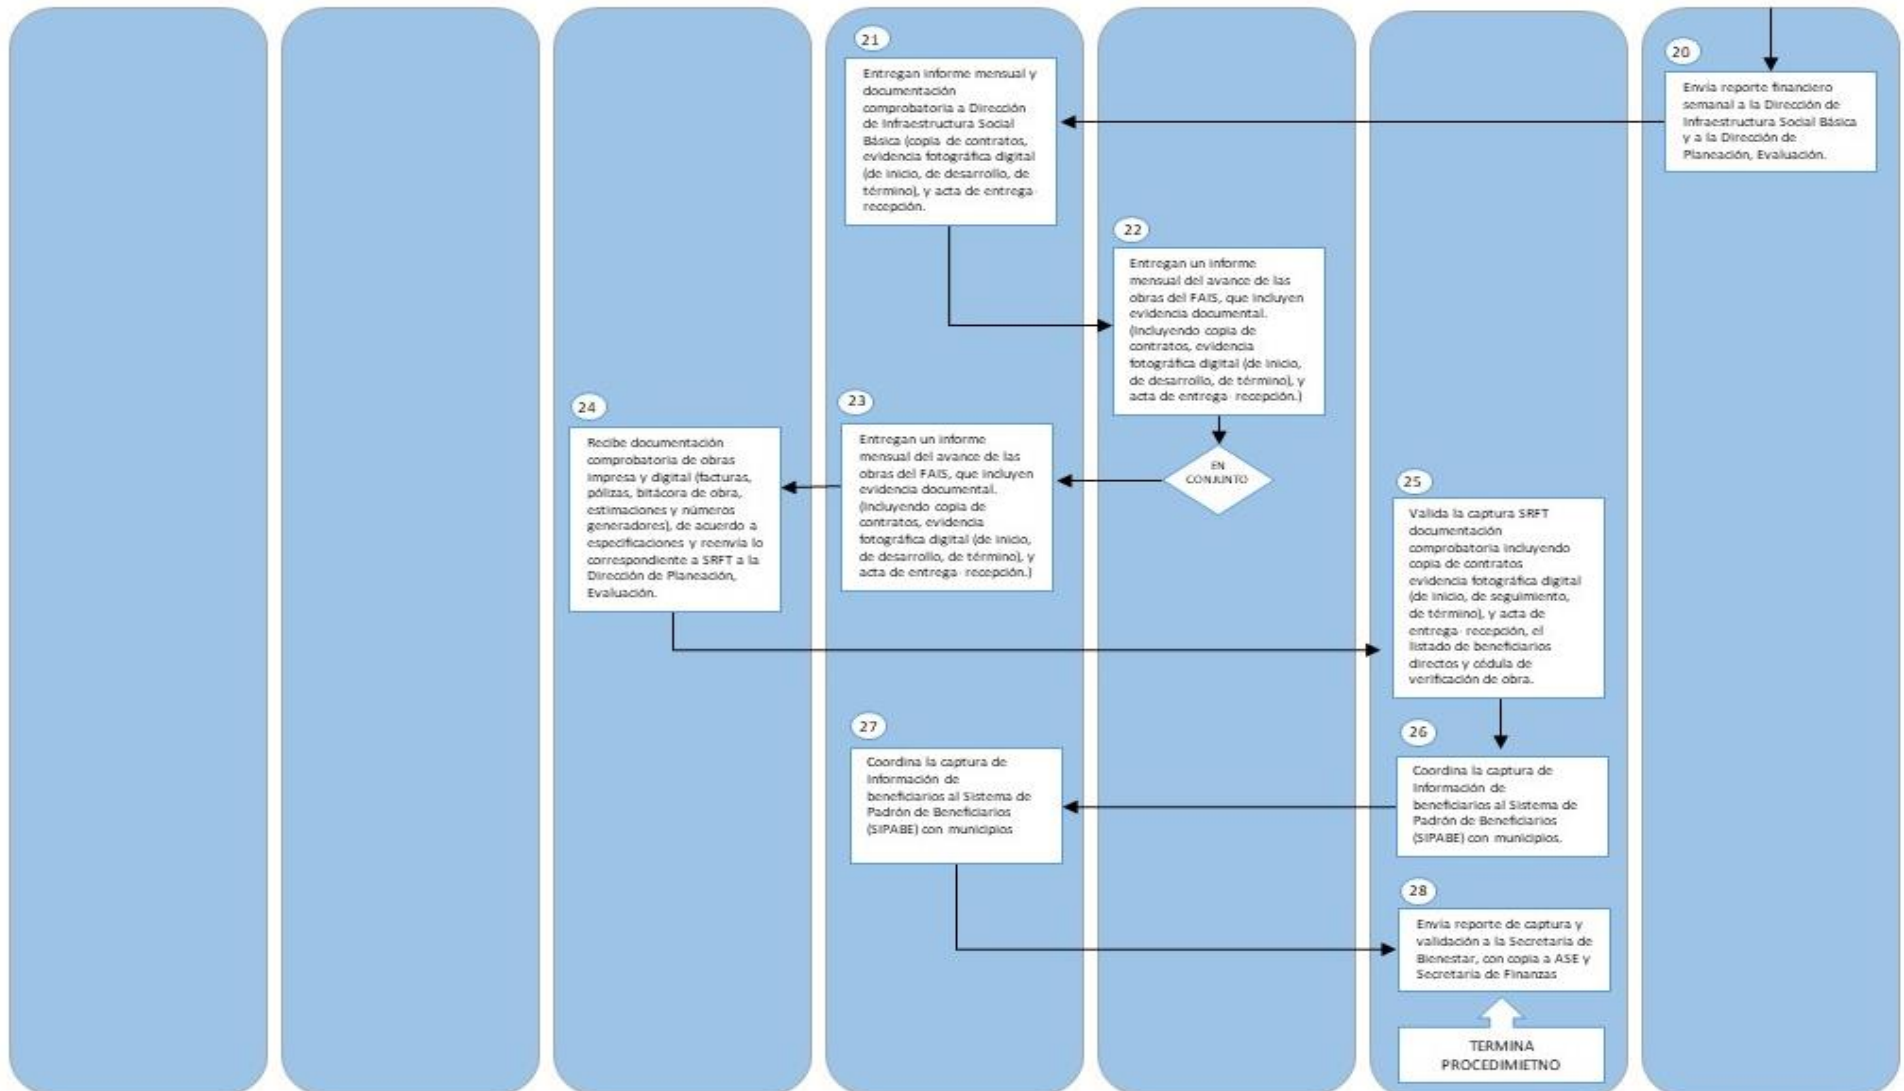 20
Envía reporte financiero
semanal a la Dirección de
Infraestructura Social Básica
y a la Dirección de
Planeación, Evaluación.
21
Entregan informe mensual y
documentación
comprobatoria a Dirección
de Infraestructura Social
Básica (copia de contratos,
evidencia fotográfica digital
(de inicio, de desarrollo, de
término), y acta de entrega-
recepción.
22
Entregan un informe
mensual del avance de las
obras del FAIS, que incluyen
evidencia documental.
(Incluyendo copia de
contratos, evidencia
fotográfica digital (de inicio,
de desarrollo, de término), y
acta de entrega- recepción.)
EN
CONJUNTO
23
Entregan un informe
mensual del avance de las
obras del FAIS, que incluyen
evidencia documental.
(Incluyendo copia de
contratos, evidencia
fotográfica digital (de inicio,
de desarrollo, de término), y
acta de entrega- recepción.)
24
Recibe documentación
comprobatoria de obras
impresa y digital (facturas,
pólizas, bitácora de obra,
estimaciones y números
generadores), de acuerdo a
especificaciones y reenvía lo
correspondiente a SRFT a la
Dirección de Planeación,
Evaluación.
25
Valida la captura SRFT
documentación
comprobatoria incluyendo
copia de contratos
evidencia fotográfica digital
(de inicio, de seguimiento,
de término), y acta de
entrega- recepción, el
listado de beneficiarios
directos y cédula de
verificación de obra.
26
Coordina la captura de
Información de
beneficiarios al Sistema de
Padrón de Beneficiarios
(SIPABE) con municipios.
27
Coordina la captura de
Información de
beneficiarios al Sistema de
Padrón de Beneficiarios
(SIPABE) con municipios
28
Envía reporte de captura y
validación a la Secretaría de
Bienestar, con copia a ASE y
Secretaría de Finanzas
TERMINA
PROCEDIMIETNO